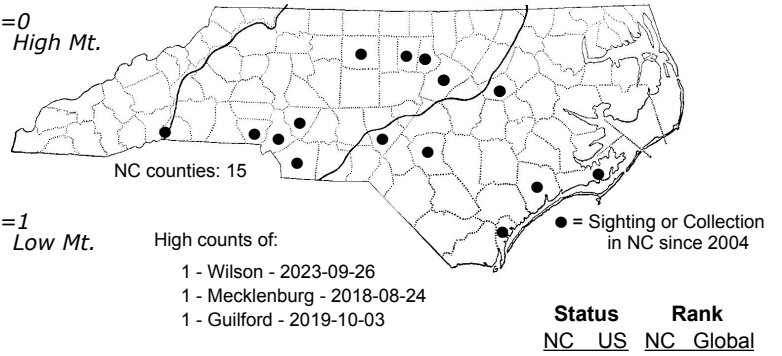 =0
High Mt.
NC counties: 15
=1
Low Mt.
High counts of:
1 - Wilson - 2023-09-26
1 - Mecklenburg - 2018-08-24
1 - Guilford - 2019-10-03
● = Sighting or Collection
in NC since 2004
Status Rank
NC US NC Global